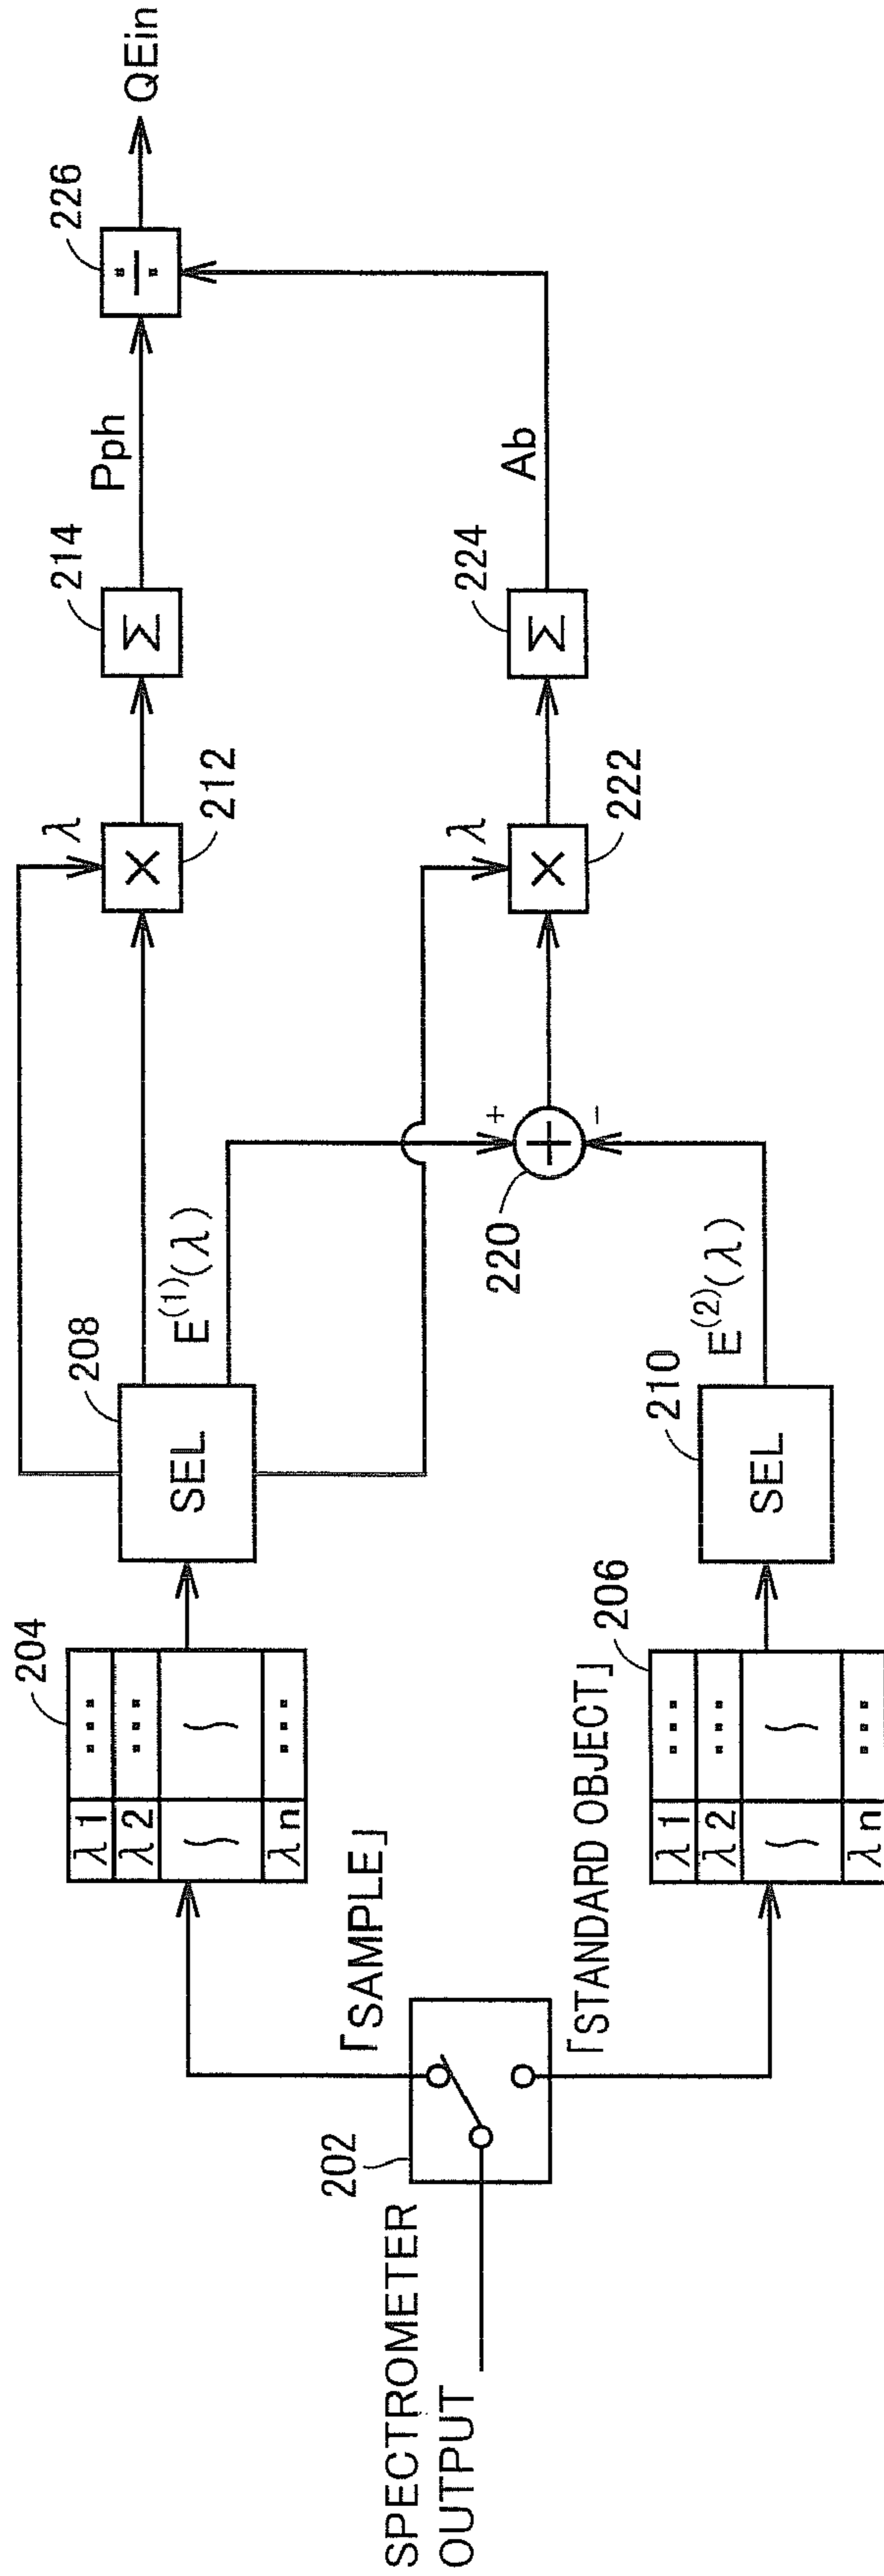 SPECTROMETER
OUTPUT
202
「SAMPLE」
「STANDARD OBJECT」
204
λ1 ...
λ2 ...
λn ...
206
λ1 ...
λ2 ...
λn ...
208
SEL
210
SEL
E(1)(λ)
E(2)(λ)
220
+
+
−
λ
×
212
λ
×
222
214
Σ
224
Σ
Pph
Ab
226
÷
QEin